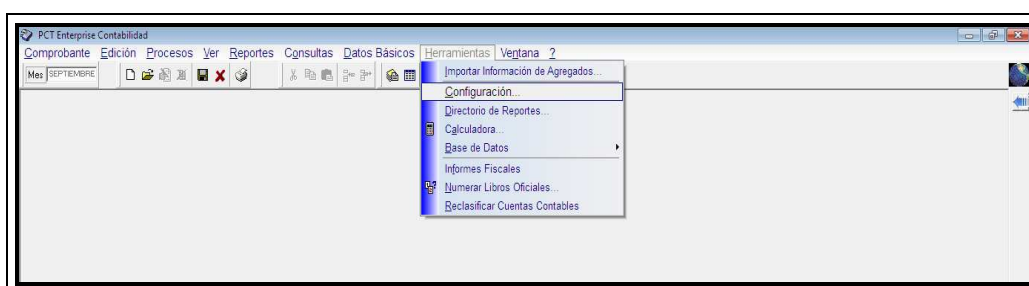 PCT Enterprise Contabilidad
Comprobante Edición Procesos Ver Reportes Consultas Datos Básicos Herramientas Ventana ?
Mes SEPTIEMBRE
Importar Información de Agregados...
Configuración...
Directorio de Reportes...
Calculadora...
Base de Datos
Informes Fiscales
Numerar Libros Oficiales...
Reclasificar Cuentas Contables